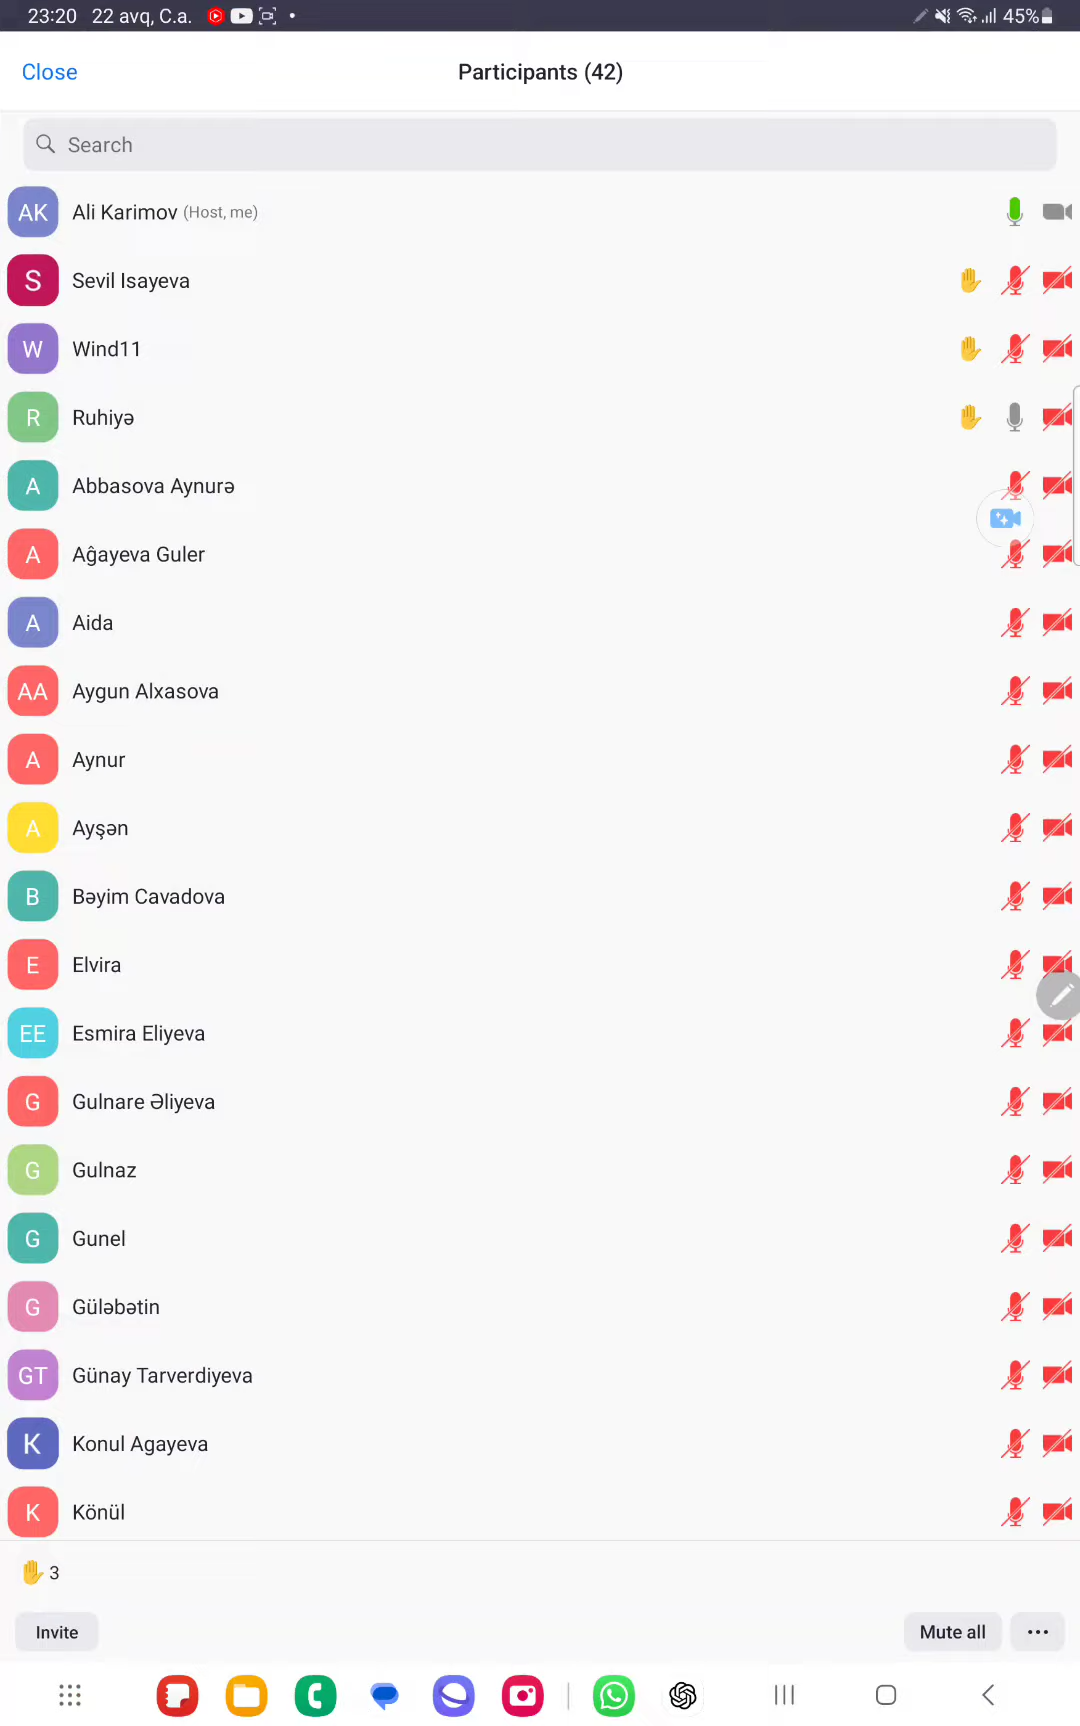 23:20 22 avq, C.a. 45%
Close
Participants (42)
Search
AK Ali Karimov (Host, me)
S Sevil Isayeva
W Wind11
R Ruhiyə
A Abbasova Aynurə
A Aĝayeva Guler
A Aida
AA Aygun Alxasova
A Aynur
A Ayşən
B Bəyim Cavadova
E Elvira
EE Esmira Eliyeva
G Gulnare Əliyeva
G Gulnaz
G Gunel
G Güləbətin
GT Günay Tarverdiyeva
K Konul Agayeva
K Könül
3
Invite
Mute all